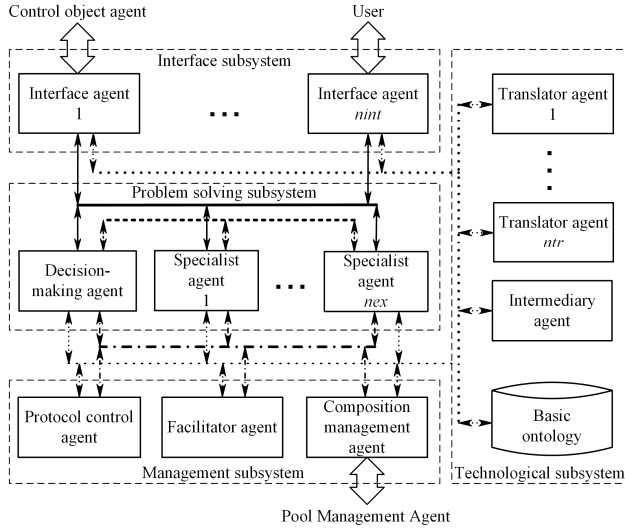 Control object agent
User
Interface subsystem
Interface agent
1
Interface agent
nint
Translator agent
1
Problem solving subsystem
Translator agent
ntr
Decision-
making agent
Specialist
agent
1
Specialist
agent
nex
Intermediary
agent
Protocol control
agent
Facilitator agent
Composition
management
agent
Basic
ontology
Management subsystem
Technological subsystem
Pool Management Agent